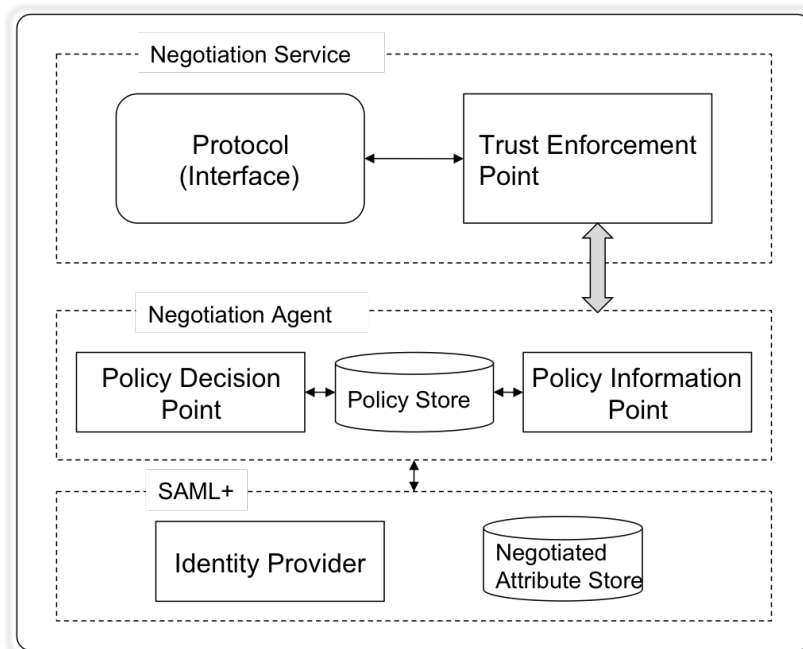 Negotiation Service
Protocol
(Interface)
Trust Enforcement
Point
Negotiation Agent
Policy Decision
Point
Policy Store
Policy Information
Point
SAML+
Identity Provider
Negotiated
Attribute Store